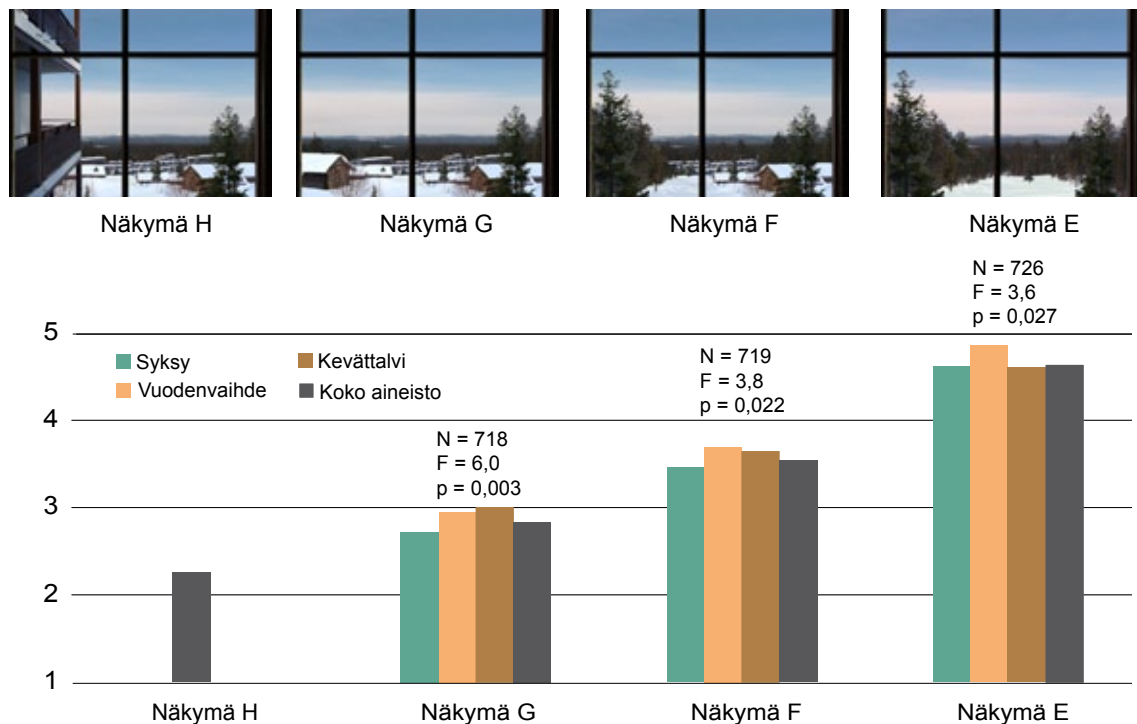 Näkymä H
Näkymä G
Näkymä F
Näkymä E
N = 726
F = 3,6
p = 0,027
N = 719
F = 3,8
p = 0,022
N = 718
F = 6,0
p = 0,003
Syksy
Kevättalvi
Vuodenvaihde
Koko aineisto
5
4
3
2
1
Näkymä H
Näkymä G
Näkymä F
Näkymä E